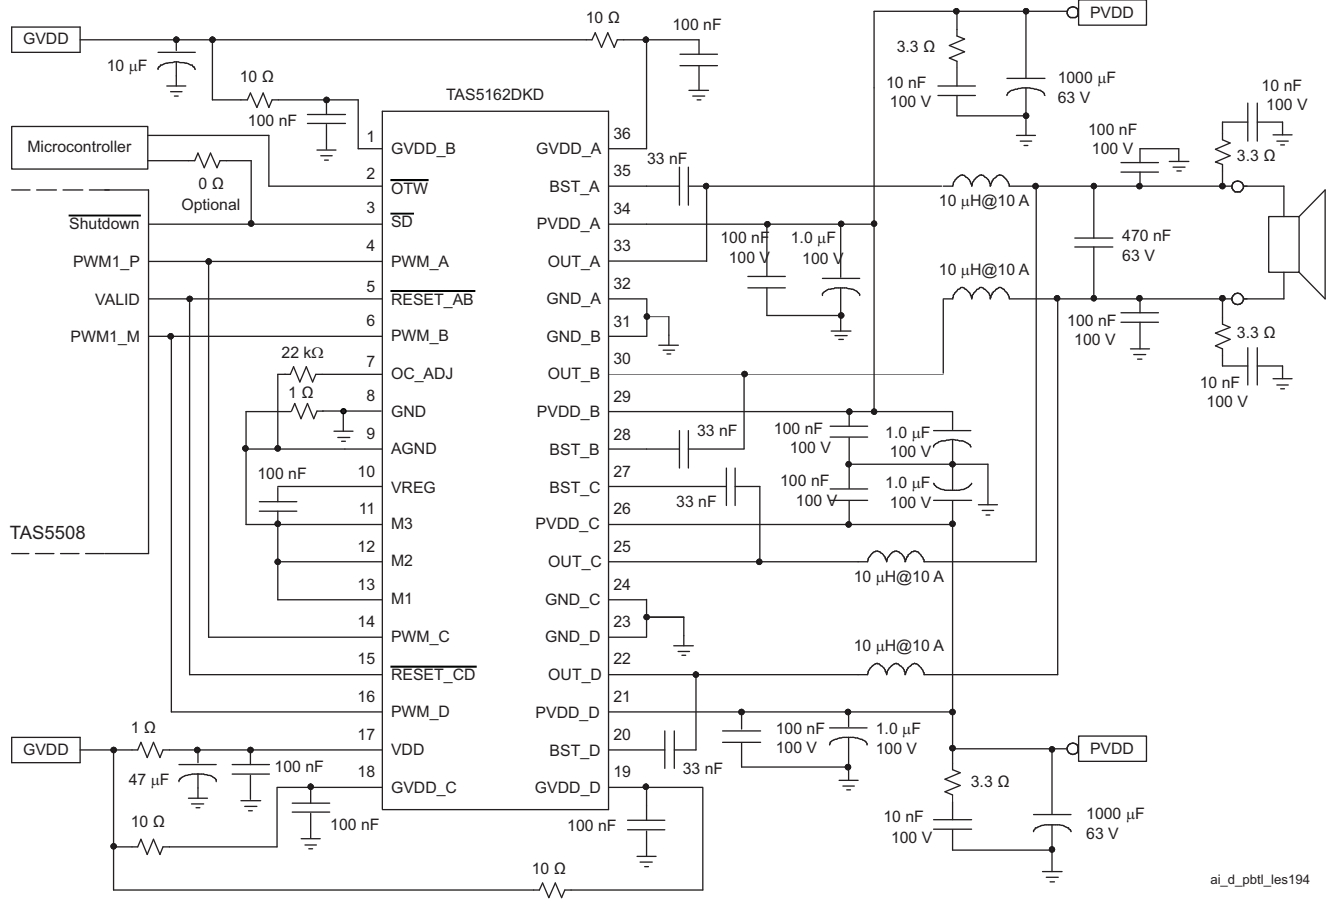 GVDD
10 µF
10 Ω
100 nF
10 Ω
100 nF
PVDD
3.3 Ω
10 nF
100 V
1000 µF
63 V
TAS5162DKD
Microcontroller
0 Ω
Optional
Shutdown
PWM1_P
VALID
PWM1_M
TAS5508
1
GVDD_B
2
OTW
3
SD
4
PWM_A
5
RESET_AB
6
PWM_B
22 kΩ
7
OC_ADJ
1 Ω
8
GND
9
AGND
100 nF
10
VREG
11
M3
12
M2
13
M1
14
PWM_C
15
RESET_CD
16
PWM_D
17
VDD
18
GVDD_C
36
GVDD_A
35
BST_A
34
PVDD_A
33
OUT_A
32
GND_A
31
GND_B
30
OUT_B
29
PVDD_B
28
BST_B
27
BST_C
26
PVDD_C
25
OUT_C
24
GND_C
23
GND_D
22
OUT_D
21
PVDD_D
20
BST_D
19
GVDD_D
33 nF
10 µH@10 A
100 nF
100 V
10 nF
100 V
3.3 Ω
100 nF
100 V
1.0 µF
100 V
10 µH@10 A
470 nF
63 V
100 nF
100 V
3.3 Ω
10 nF
100 V
33 nF
100 nF
100 V
1.0 µF
100 V
33 nF
100 nF
100 V
1.0 µF
100 V
10 µH@10 A
10 µH@10 A
100 nF
100 V
1.0 µF
100 V
33 nF
PVDD
3.3 Ω
10 nF
100 V
1000 µF
63 V
GVDD
1 Ω
47 µF
100 nF
10 Ω
100 nF
100 nF
10 Ω
ai_d_pbtl_les194